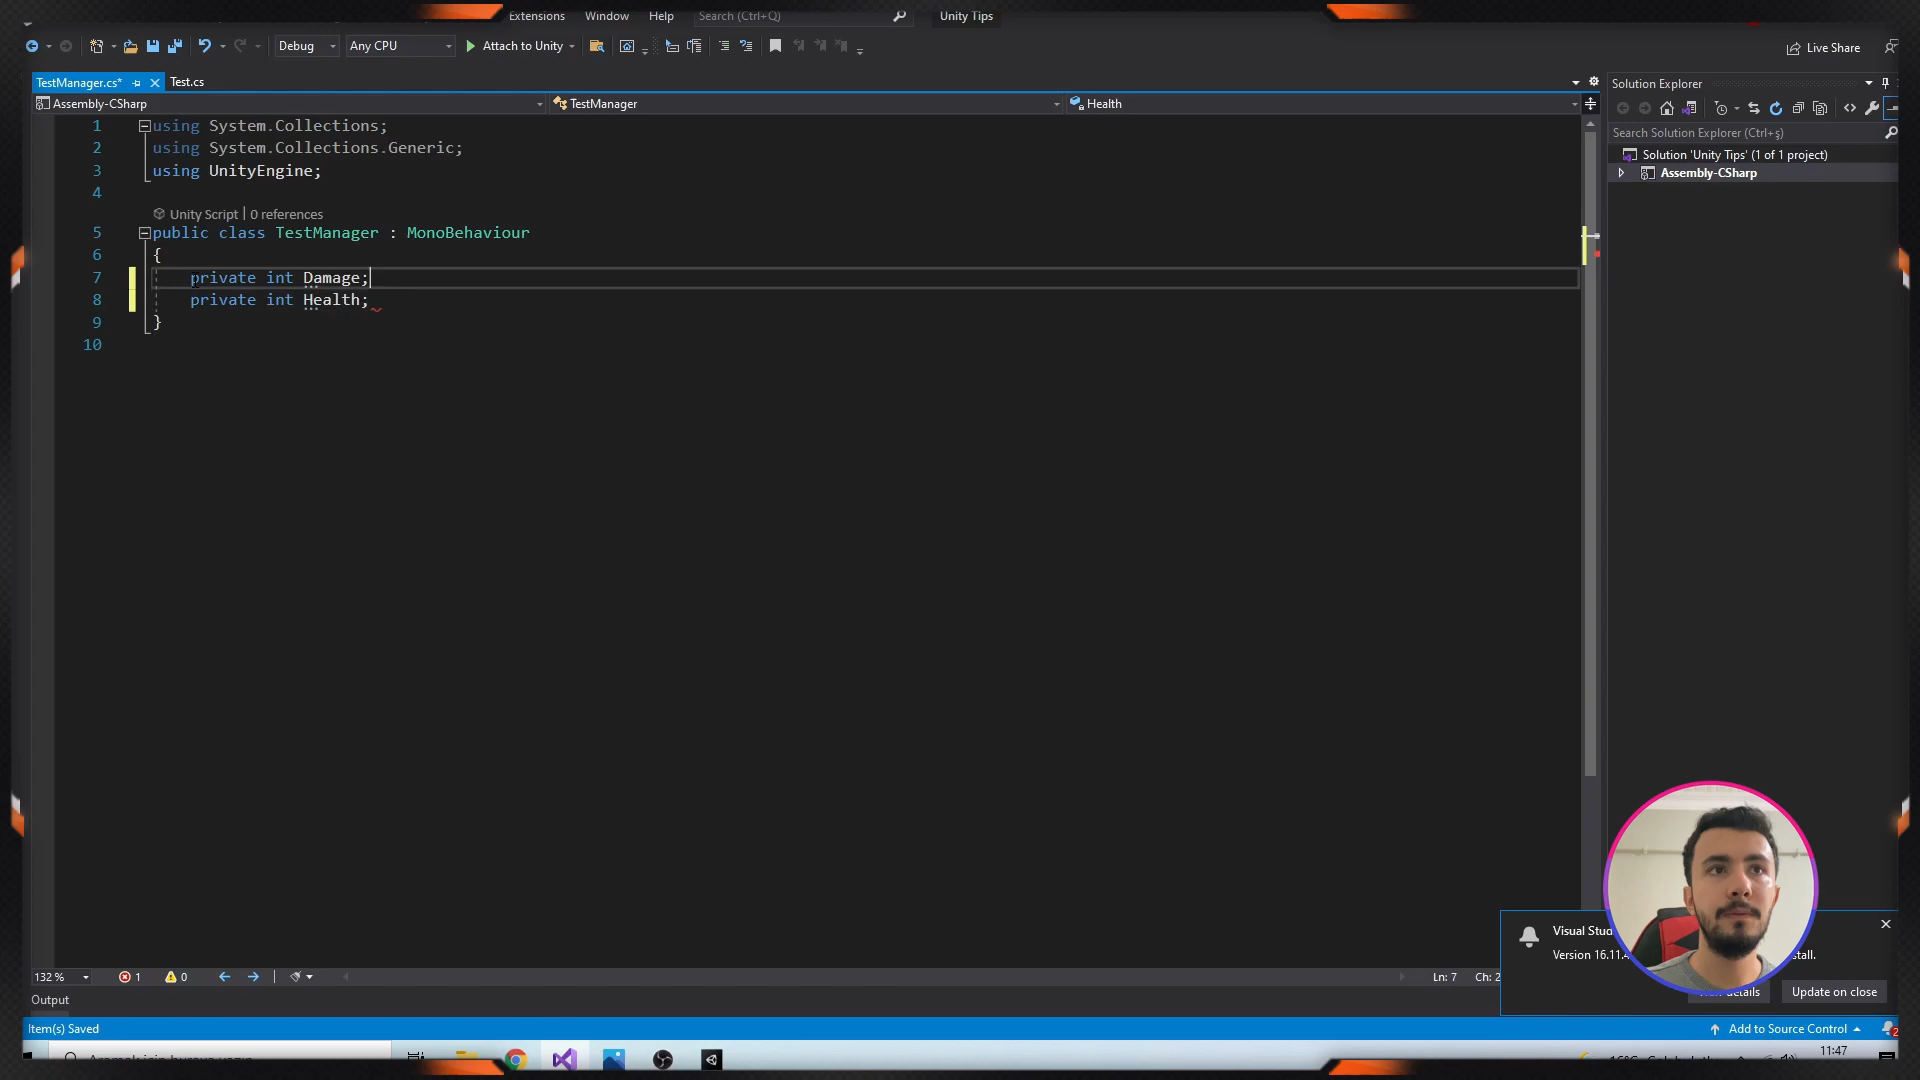 Extensions Window Help Search (Ctrl+Q) Unity Tips
Debug Any CPU Attach to Unity Live Share
TestManager.cs* Test.cs
Assembly-CSharp TestManager Health
1 using System.Collections;
2 using System.Collections.Generic;
3 using UnityEngine;
4
Unity Script | 0 references
5 public class TestManager : MonoBehaviour
6 {
7 private int Damage;
8 private int Health;
9 }
10
Solution Explorer
Search Solution Explorer (Ctrl+ş)
Solution 'Unity Tips' (1 of 1 project)
Assembly-CSharp
Visual
Version
Update on close
132 % 1 0 Ln: 7 Ch:
Output
Item(s) Saved Add to Source Control 2
11:47